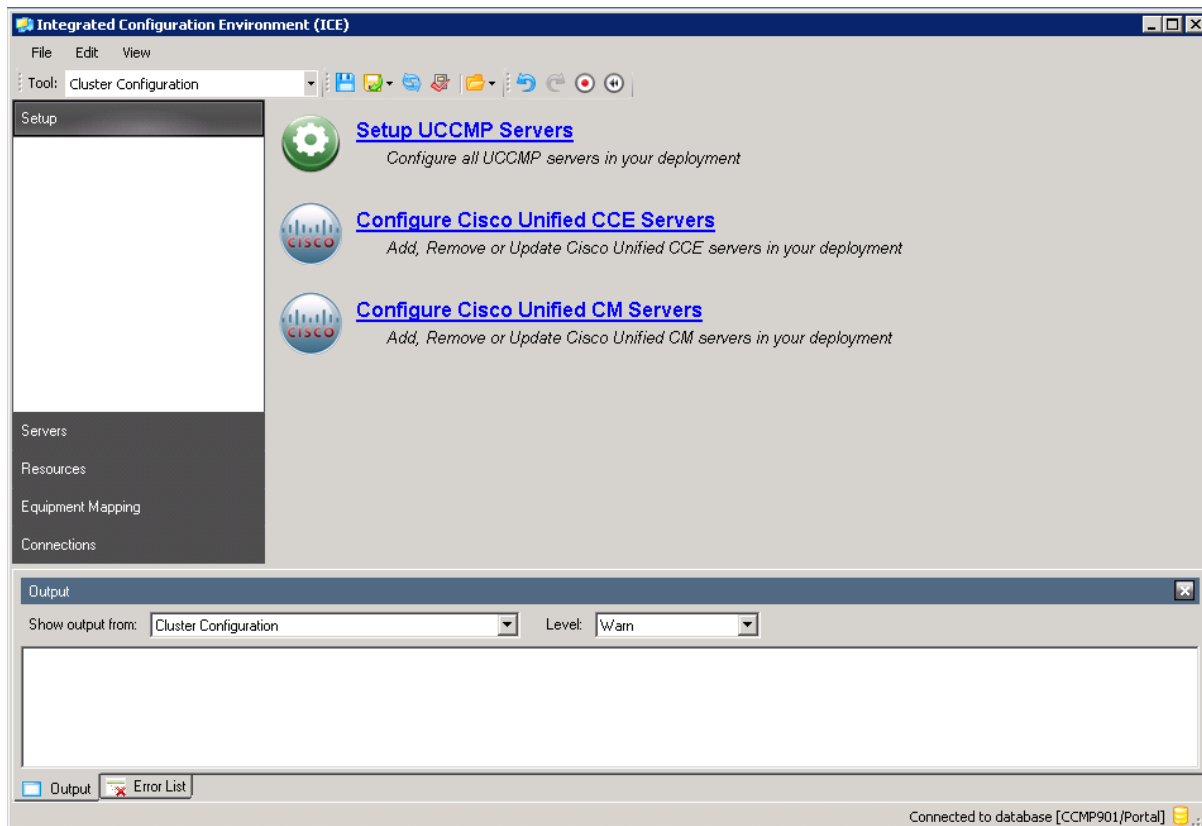 Integrated Configuration Environment (ICE)
File Edit View
Tool: Cluster Configuration
Setup
Setup UCCMP Servers
Configure all UCCMP servers in your deployment
CISCO
Configure Cisco Unified CCE Servers
Add, Remove or Update Cisco Unified CCE servers in your deployment
CISCO
Configure Cisco Unified CM Servers
Add, Remove or Update Cisco Unified CM servers in your deployment
Servers
Resources
Equipment Mapping
Connections
Output
Show output from: Cluster Configuration Level: Warn
Output Error List
Connected to database [CCMP901/Portal]